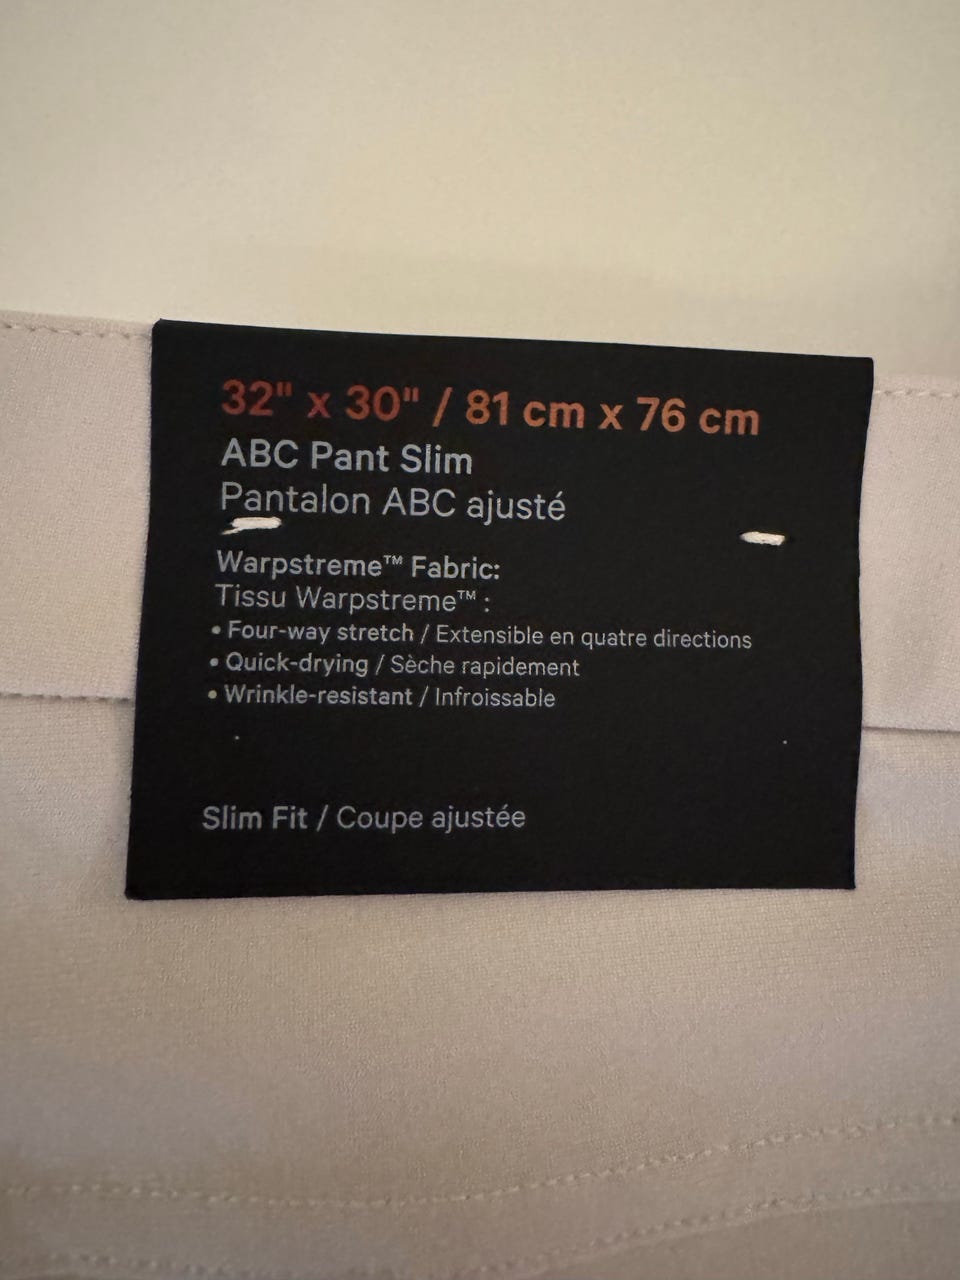 32" x 30" / 81 cm x 76 cm
ABC Pant Slim
Pantalon ABC ajusté
Warpstreme™ Fabric:
Tissu Warpstreme™ :
• Four-way stretch / Extensible en quatre directions
• Quick-drying / Sèche rapidement
• Wrinkle-resistant / Infroissable
Slim Fit / Coupe ajustée